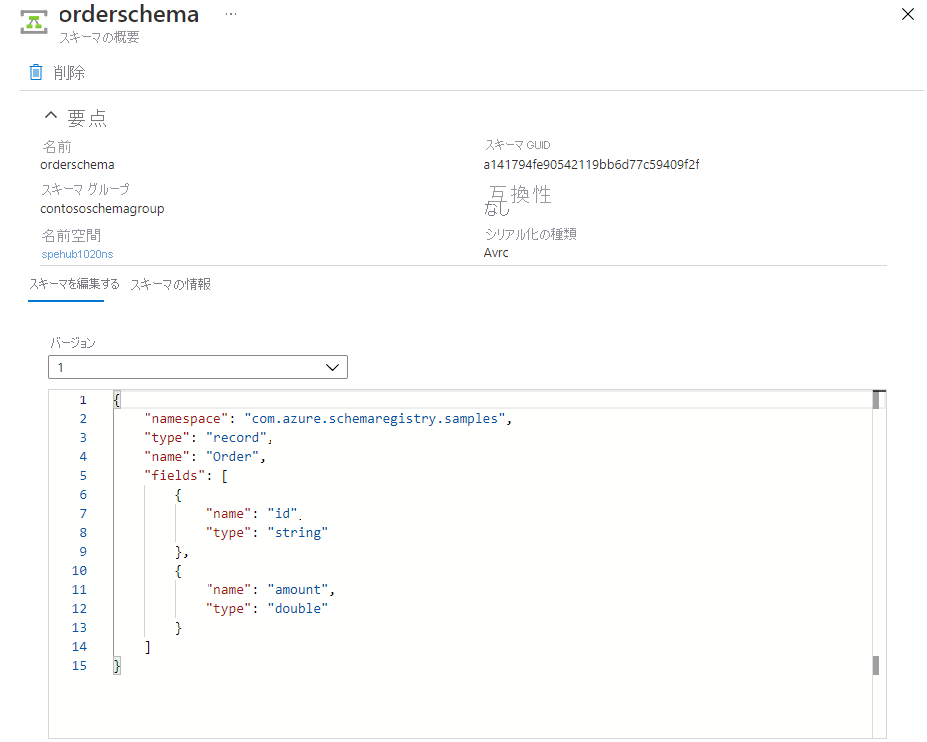 orderschema ...
スキーマの概要
削除
要点
名前
orderschema
スキーマ GUID
a141794fe90542119bb6d77c59409f2f
スキーマ グループ
contososchemagroup
互換性
なし
名前空間
spehub1020ns
シリアル化の種類
Avrc
スキーマを編集する スキーマの情報
バージョン
1
1 {
2 "namespace": "com.azure.schemaregistry.samples",
3 "type": "record",
4 "name": "Order",
5 "fields": [
6 {
7 "name": "id",
8 "type": "string"
9 },
10 {
11 "name": "amount",
12 "type": "double"
13 }
14 ]
15 }